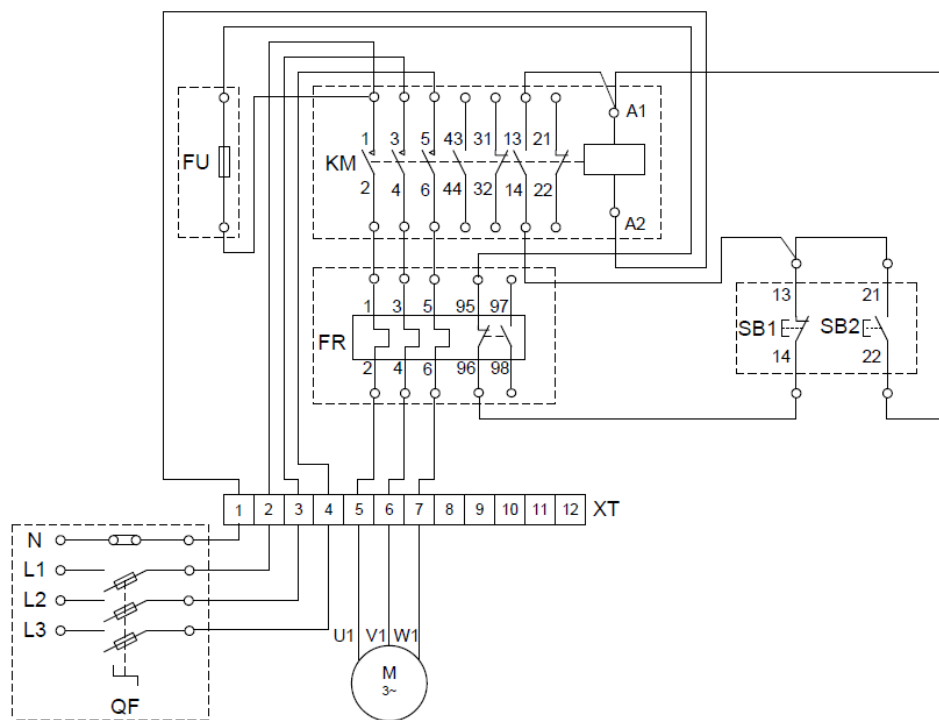 A1
1 3 5 43 31 13 21
FU
KM
2 4 6 44 32 14 22
A2
13 21
1 3 5 95 97
SB1 SB2
FR
14 22
2 4 6 96 98
1 2 3 4 5 6 7 8 9 10 11 12 XT
N
L1
L2
L3
U1 V1 W1
M
3~
QF